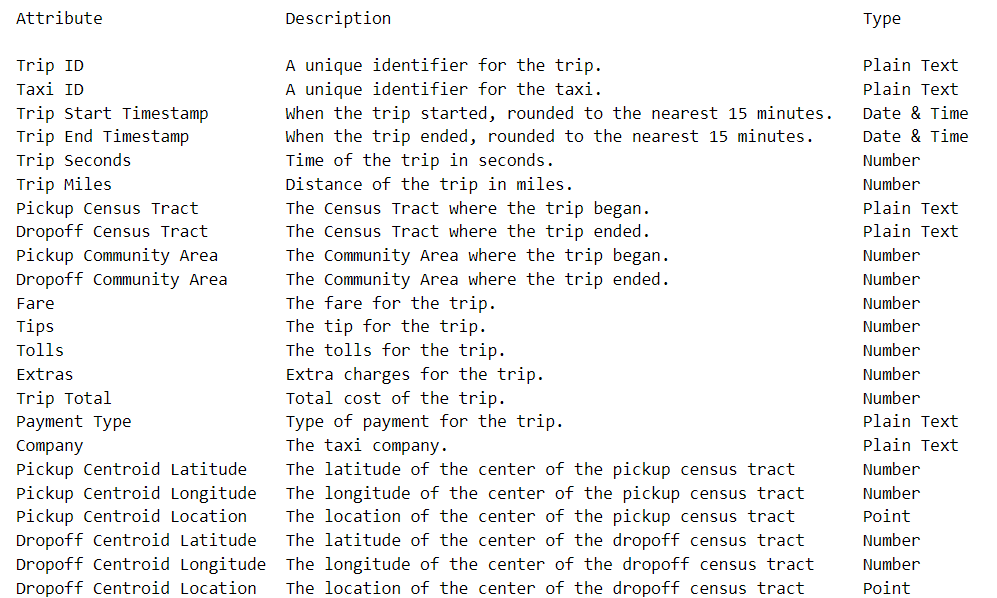 Attribute Description Type
Trip ID A unique identifier for the trip. Plain Text
Taxi ID A unique identifier for the taxi. Plain Text
Trip Start Timestamp When the trip started, rounded to the nearest 15 minutes. Date & Time
Trip End Timestamp When the trip ended, rounded to the nearest 15 minutes. Date & Time
Trip Seconds Time of the trip in seconds. Number
Trip Miles Distance of the trip in miles. Number
Pickup Census Tract The Census Tract where the trip began. Plain Text
Dropoff Census Tract The Census Tract where the trip ended. Plain Text
Pickup Community Area The Community Area where the trip began. Number
Dropoff Community Area The Community Area where the trip ended. Number
Fare The fare for the trip. Number
Tips The tip for the trip. Number
Tolls The tolls for the trip. Number
Extras Extra charges for the trip. Number
Trip Total Total cost of the trip. Number
Payment Type Type of payment for the trip. Plain Text
Company The taxi company. Plain Text
Pickup Centroid Latitude The latitude of the center of the pickup census tract Number
Pickup Centroid Longitude The longitude of the center of the pickup census tract Number
Pickup Centroid Location The location of the center of the pickup census tract Point
Dropoff Centroid Latitude The latitude of the center of the dropoff census tract Number
Dropoff Centroid Longitude The longitude of the center of the dropoff census tract Number
Dropoff Centroid Location The location of the center of the dropoff census tract Point